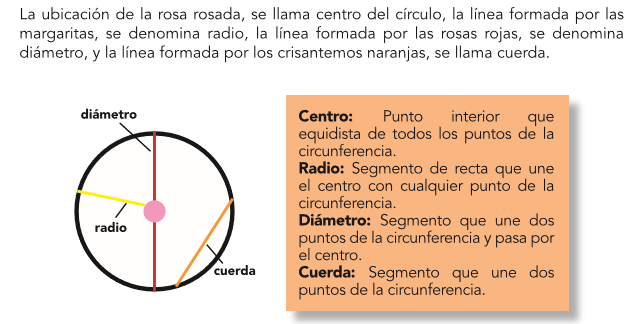 La ubicación de la rosa rosada, se llama centro del círculo, la línea formada por las
margaritas, se denomina radio, la línea formada por las rosas rojas, se denomina
diámetro, y la línea formada por los crisantemos naranjas, se llama cuerda.
diámetro
radio
cuerda
Centro: Punto interior que
equidista de todos los puntos de la
circunferencia.
Radio: Segmento de recta que une
el centro con cualquier punto de la
circunferencia.
Diámetro: Segmento que une dos
puntos de la circunferencia y pasa por
el centro.
Cuerda: Segmento que une dos
puntos de la circunferencia.